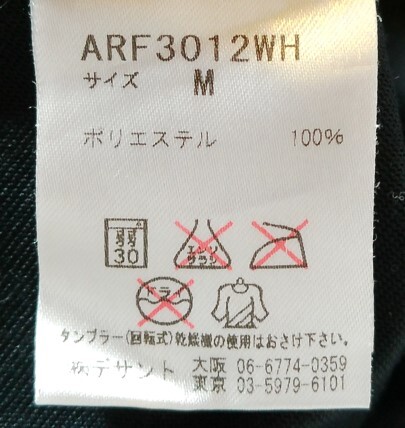 ARF3012WH
サイズ M
ポリエステル 100%
弱 30 エンソサラシ
ドライ
タンブラー(回転式)乾燥機の使用はおさけ下さい。
㈱デサント 大阪 06-6774-0359
東京 03-5979-6101